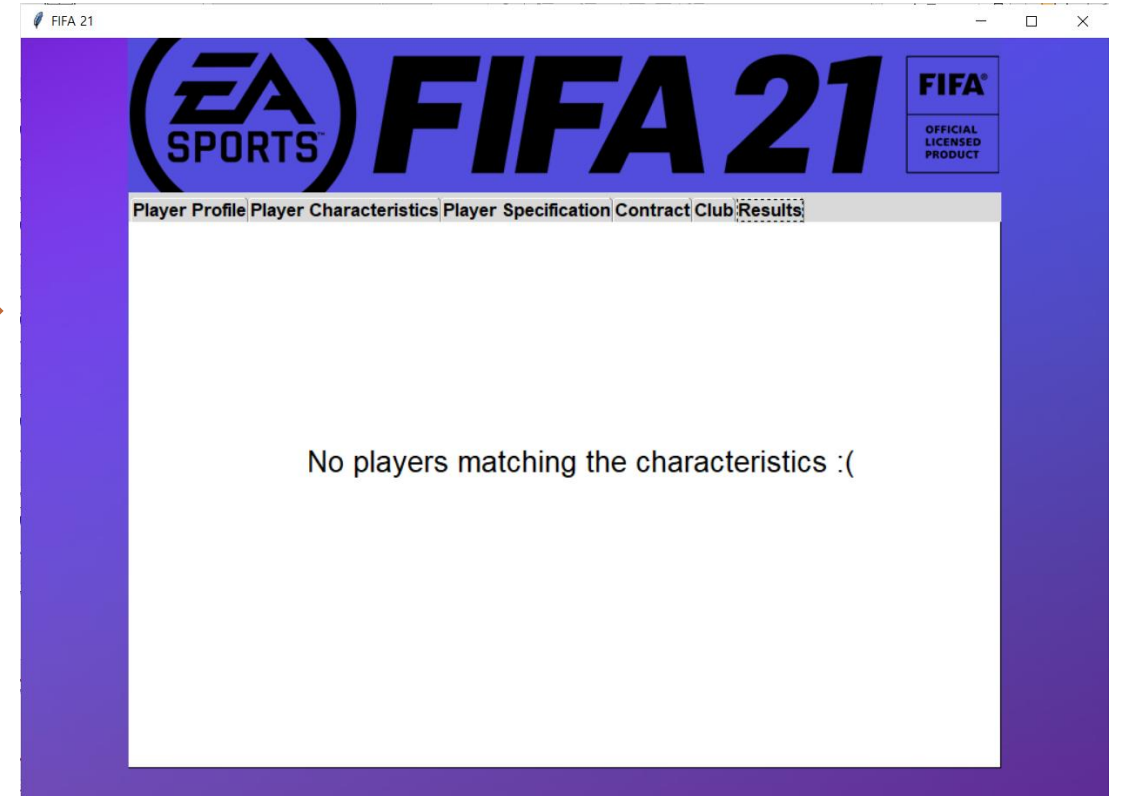 FIFA 21
EA
SPORTS™
FIFA 21
FIFA®
OFFICIAL
LICENSED
PRODUCT
Player Profile Player Characteristics Player Specification Contract Club Results
No players matching the characteristics :(